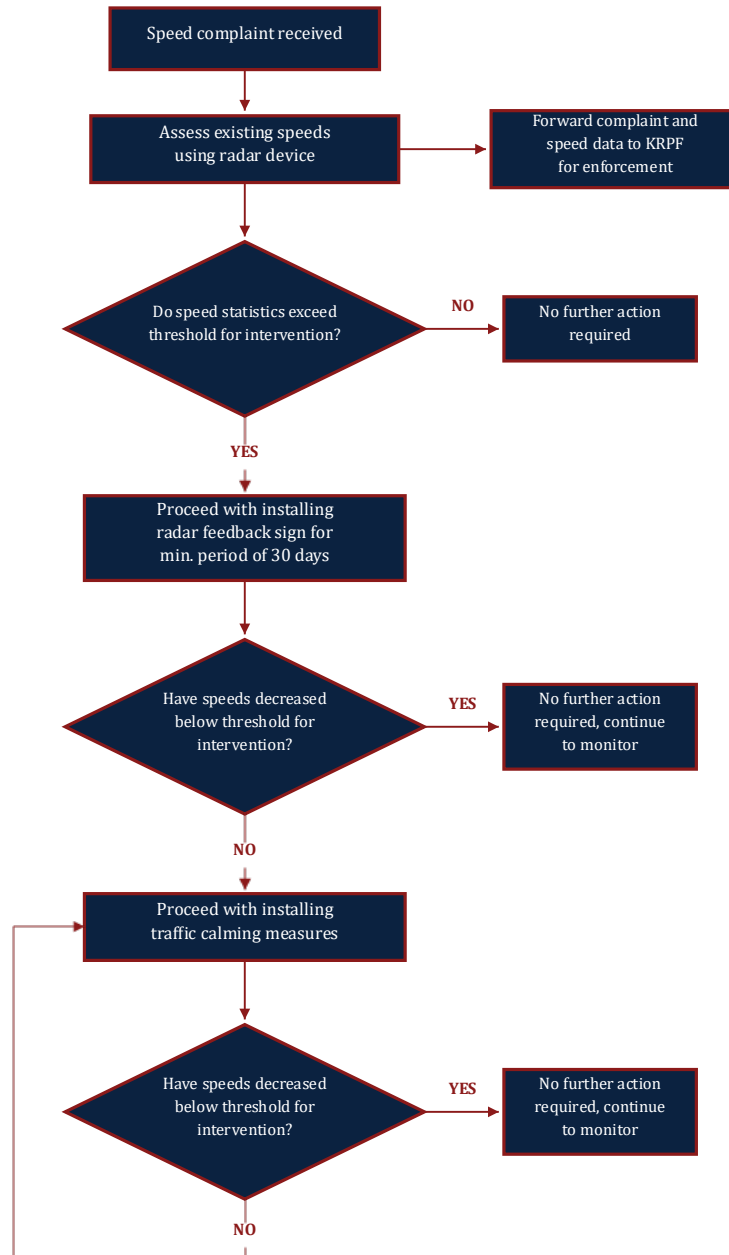 Speed complaint received
Assess existing speeds
using radar device
Forward complaint and
speed data to KRPF
for enforcement
Do speed statistics exceed
threshold for intervention?
NO
No further action
required
YES
Proceed with installing
radar feedback sign for
min. period of 30 days
Have speeds decreased
below threshold for
intervention?
YES
No further action
required, continue
to monitor
NO
Proceed with installing
traffic calming measures
Have speeds decreased
below threshold for
intervention?
YES
No further action
required, continue
to monitor
NO